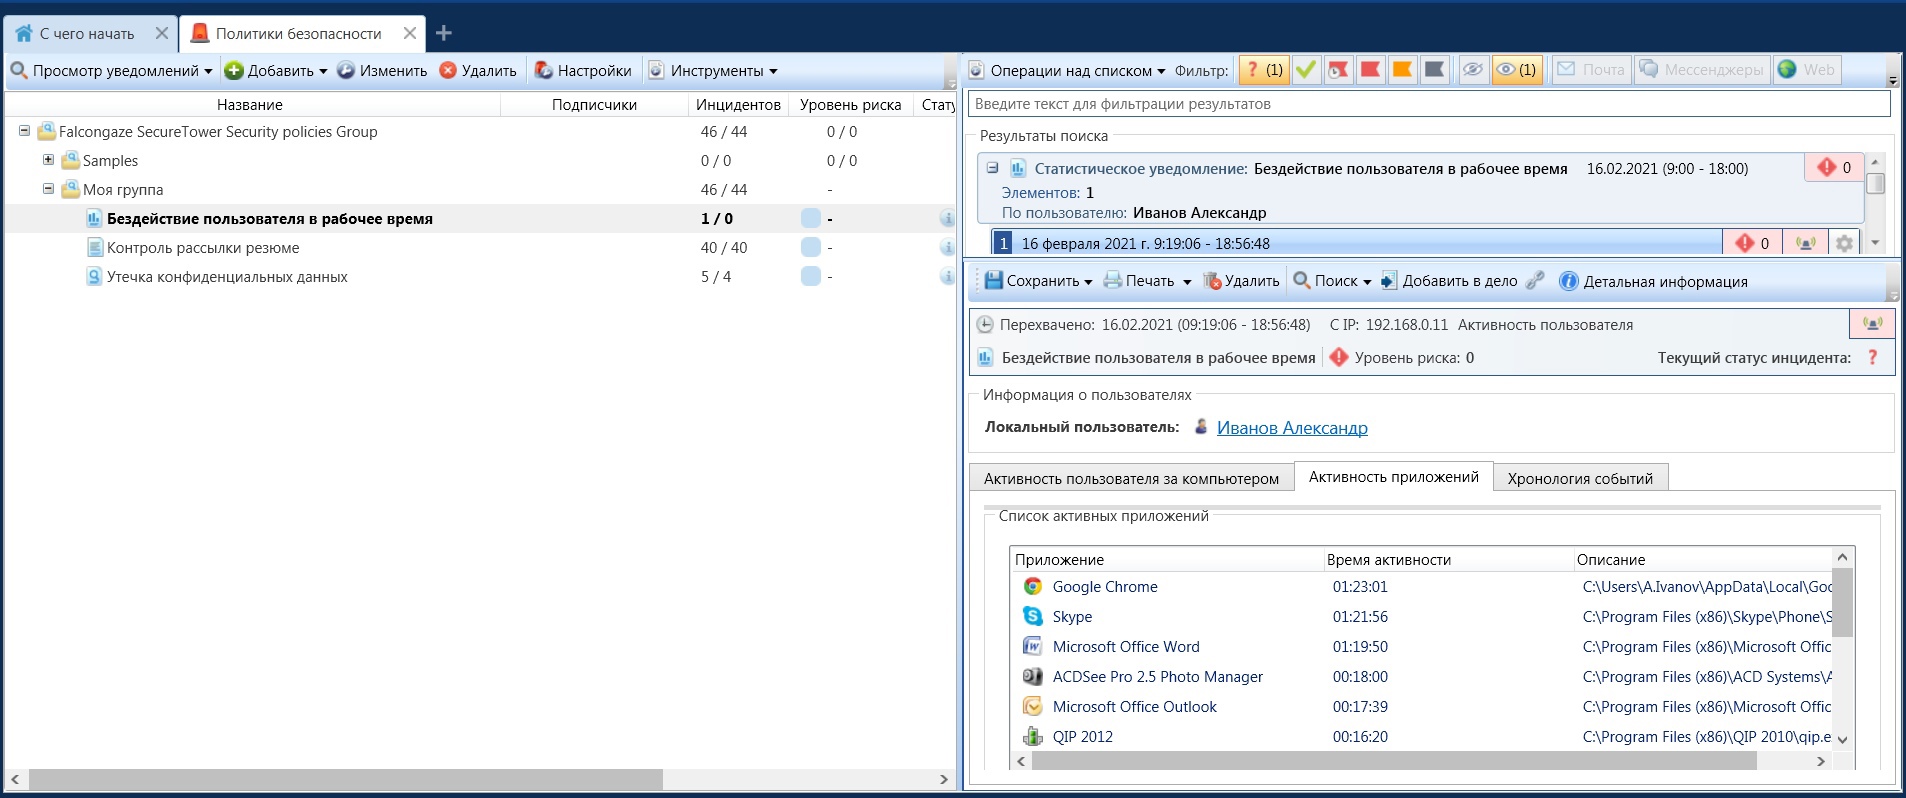 С чего начать
Политики безопасности
Просмотр уведомлений Добавить Изменить Удалить Настройки Инструменты
Название Подписчики Инцидентов Уровень риска Стату
Falcongaze SecureTower Security policies Group 46 / 44 0 / 0
Samples 0 / 0 0 / 0
Моя группа 46 / 44 -
Бездействие пользователя в рабочее время 1 / 0 -
Контроль рассылки резюме 40 / 40 -
Утечка конфиденциальных данных 5 / 4 -
Операции над списком Фильтр: ? (1) (1) Почта Мессенджеры Web
Введите текст для фильтрации результатов
Результаты поиска
Статистическое уведомление: Бездействие пользователя в рабочее время 16.02.2021 (9:00 - 18:00) 0
Элементов: 1
По пользователю: Иванов Александр
1 16 февраля 2021 г. 9:19:06 - 18:56:48 0
Сохранить Печать Удалить Поиск Добавить в дело Детальная информация
Перехвачено: 16.02.2021 (09:19:06 - 18:56:48) С IP: 192.168.0.11 Активность пользователя
Бездействие пользователя в рабочее время Уровень риска: 0 Текущий статус инцидента: ?
Информация о пользователях
Локальный пользователь: Иванов Александр
Активность пользователя за компьютером Активность приложений Хронология событий
Список активных приложений
Приложение Время активности Описание
Google Chrome 01:23:01 C:\Users\A.Ivanov\AppData\Local\Goo
Skype 01:21:56 C:\Program Files (x86)\Skype\Phone\S
Microsoft Office Word 01:19:50 C:\Program Files (x86)\Microsoft Offic
ACDSee Pro 2.5 Photo Manager 00:18:00 C:\Program Files (x86)\ACD Systems\A
Microsoft Office Outlook 00:17:39 C:\Program Files (x86)\Microsoft Offic
QIP 2012 00:16:20 C:\Program Files (x86)\QIP 2010\qip.e